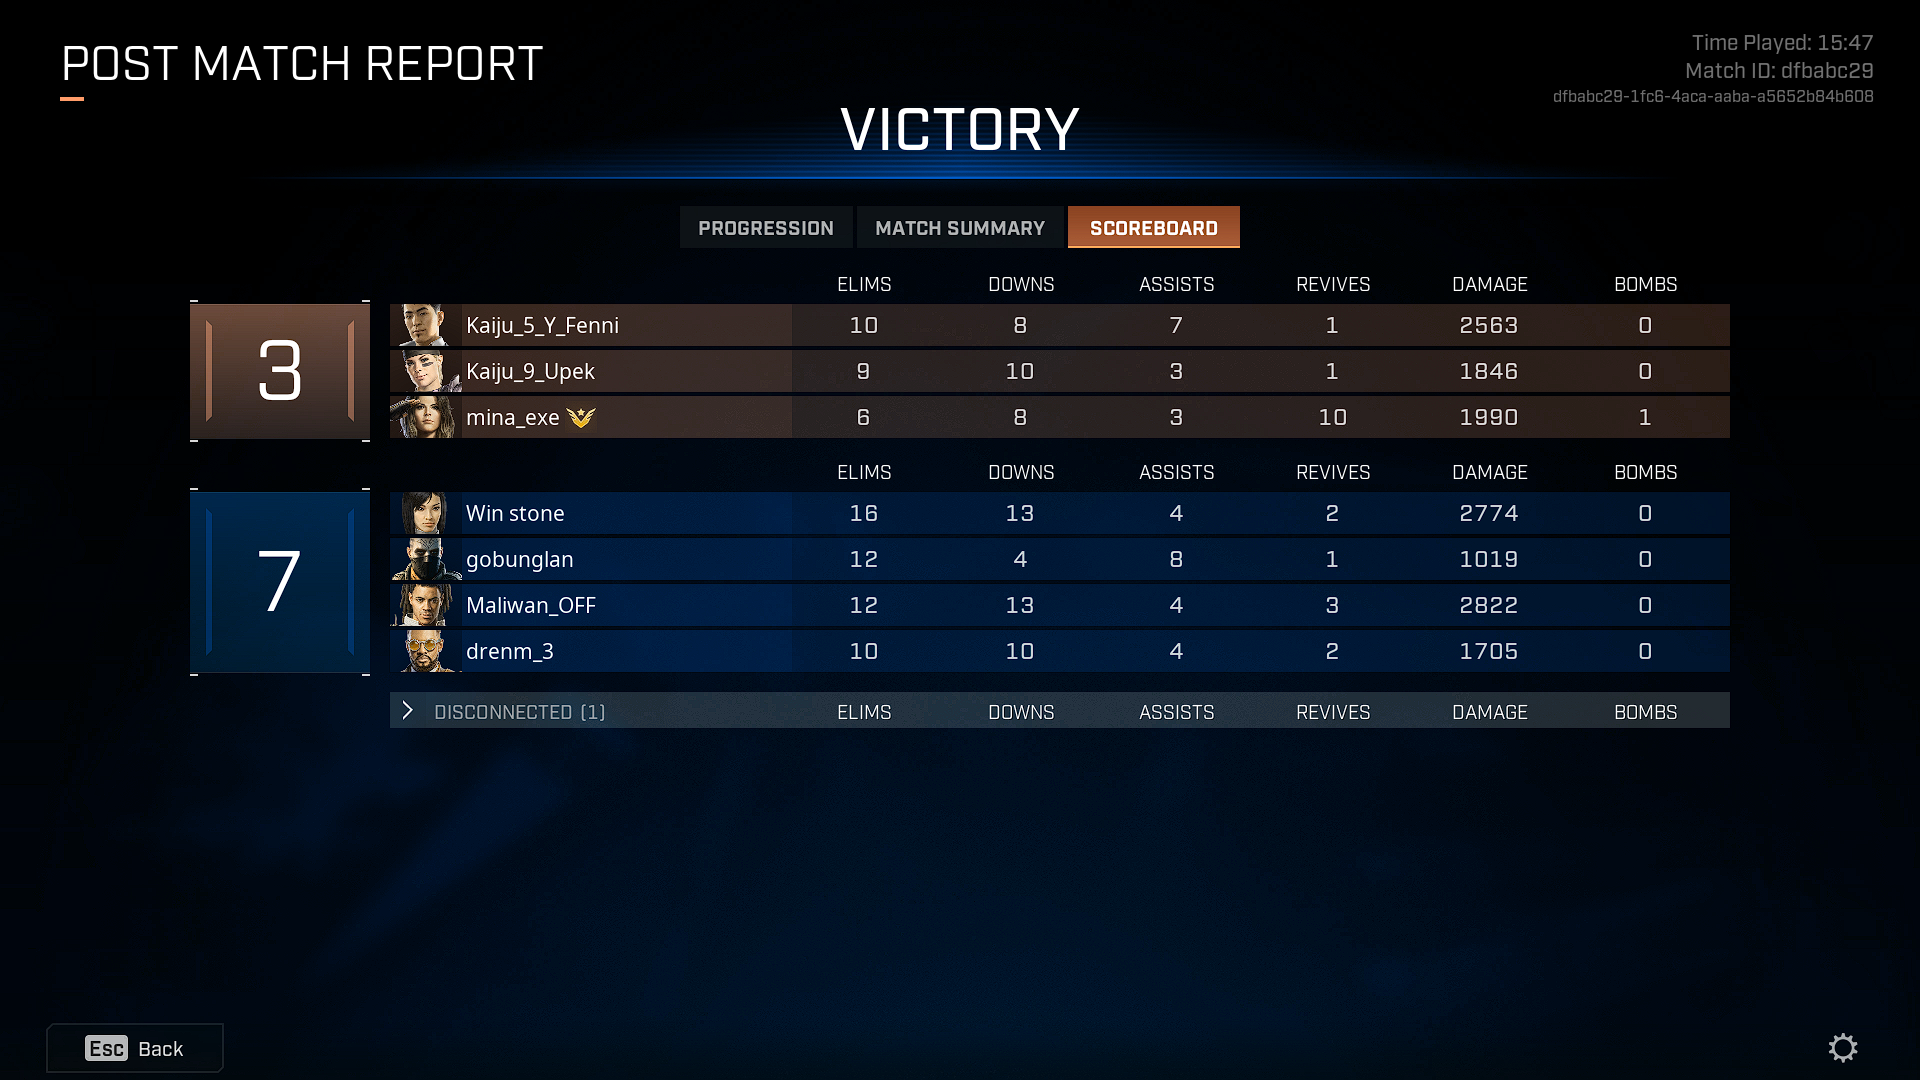 POST MATCH REPORT
Time Played: 15:47
Match ID: dfbabc29
dfbabc29-1fc6-4aca-aaba-a5652b84b608
VICTORY
PROGRESSION MATCH SUMMARY SCOREBOARD
ELIMS DOWNS ASSISTS REVIVES DAMAGE BOMBS
3
Kaiju_5_Y_Fenni 10 8 7 1 2563 0
Kaiju_9_Upek 9 10 3 1 1846 0
mina_exe 6 8 3 10 1990 1
ELIMS DOWNS ASSISTS REVIVES DAMAGE BOMBS
7
Win stone 16 13 4 2 2774 0
gobunglan 12 4 8 1 1019 0
Maliwan_OFF 12 13 4 3 2822 0
drenm_3 10 10 4 2 1705 0
DISCONNECTED (1) ELIMS DOWNS ASSISTS REVIVES DAMAGE BOMBS
Esc Back